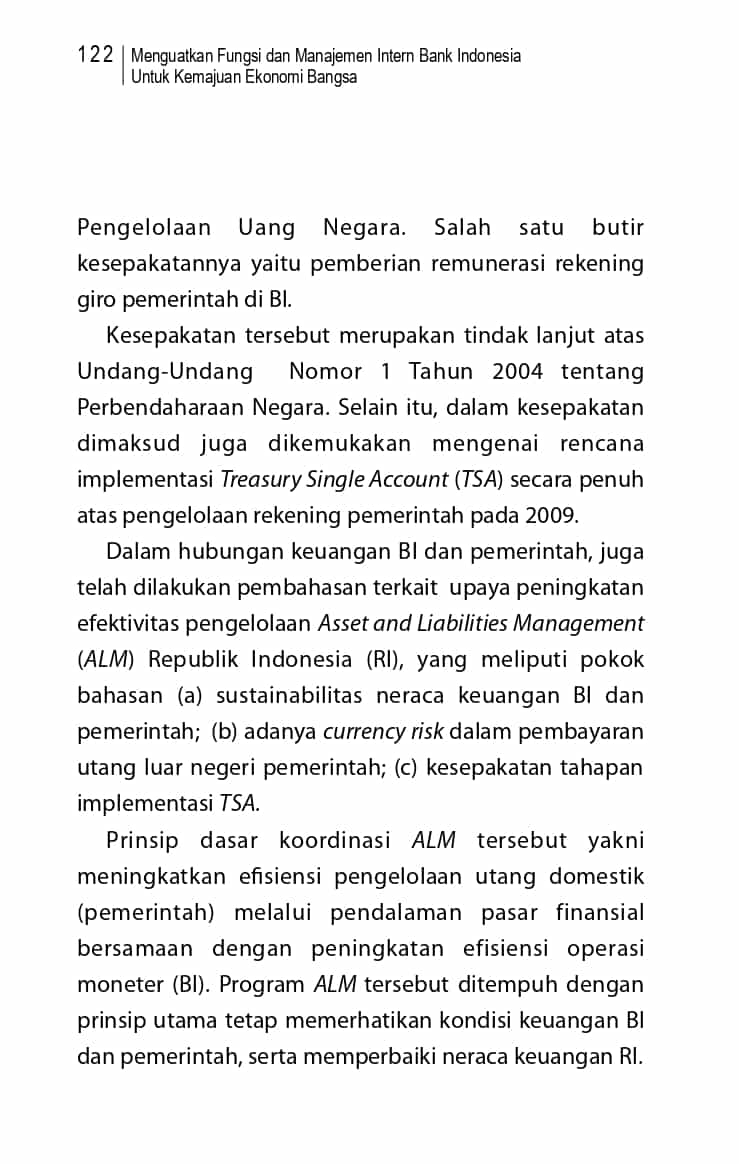 122 Menguatkan Fungsi dan Manajemen Intern Bank Indonesia
Untuk Kemajuan Ekonomi Bangsa
Pengelolaan Uang Negara. Salah satu butir
kesepakatannya yaitu pemberian remunerasi rekening
giro pemerintah di BI.
Kesepakatan tersebut merupakan tindak lanjut atas
Undang-Undang Nomor 1 Tahun 2004 tentang
Perbendaharaan Negara. Selain itu, dalam kesepakatan
dimaksud juga dikemukakan mengenai rencana
implementasi Treasury Single Account (TSA) secara penuh
atas pengelolaan rekening pemerintah pada 2009.
Dalam hubungan keuangan BI dan pemerintah, juga
telah dilakukan pembahasan terkait upaya peningkatan
efektivitas pengelolaan Asset and Liabilities Management
(ALM) Republik Indonesia (RI), yang meliputi pokok
bahasan (a) sustainabilitas neraca keuangan BI dan
pemerintah; (b) adanya currency risk dalam pembayaran
utang luar negeri pemerintah; (c) kesepakatan tahapan
implementasi TSA.
Prinsip dasar koordinasi ALM tersebut yakni
meningkatkan efisiensi pengelolaan utang domestik
(pemerintah) melalui pendalaman pasar finansial
bersamaan dengan peningkatan efisiensi operasi
moneter (BI). Program ALM tersebut ditempuh dengan
prinsip utama tetap memerhatikan kondisi keuangan BI
dan pemerintah, serta memperbaiki neraca keuangan RI.